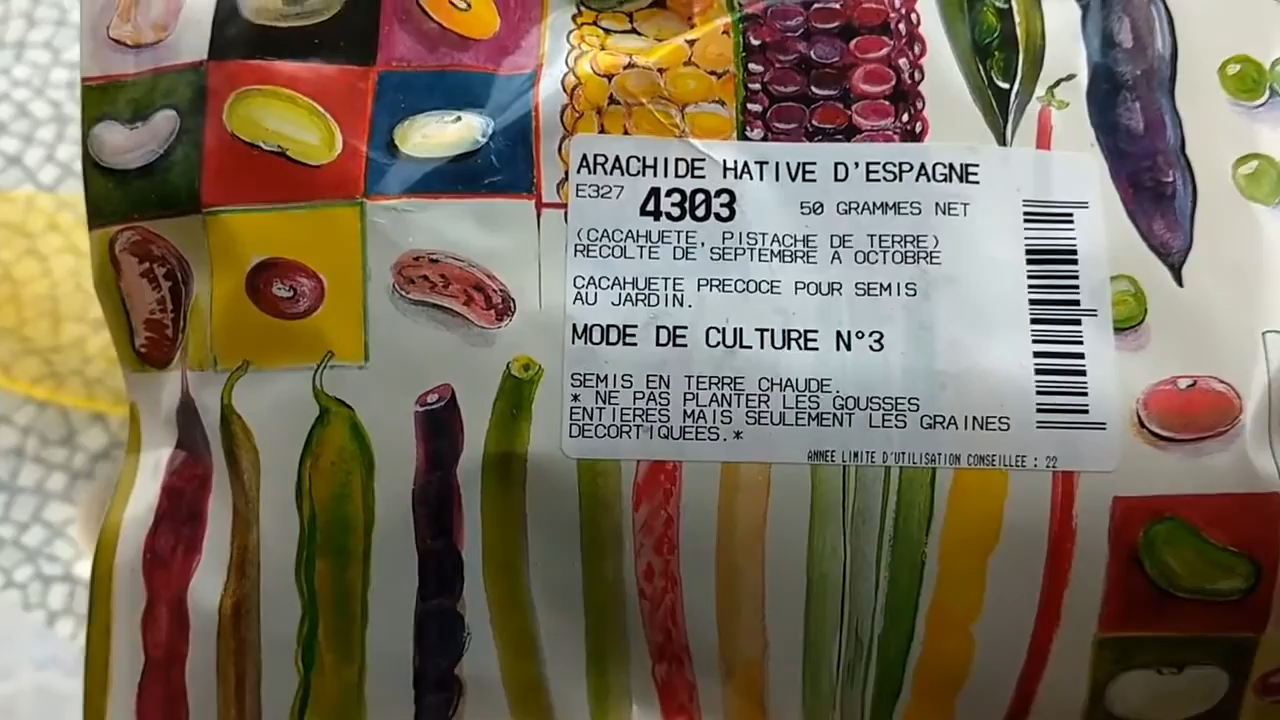 ARACHIDE HATIVE D'ESPAGNE
E327 4303 50 GRAMMES NET
(CACAHUETE, PISTACHE DE TERRE)
RECOLTE DE SEPTEMBRE A OCTOBRE
CACAHUETE PRECOCE POUR SEMIS
AU JARDIN.
MODE DE CULTURE N°3
SEMIS EN TERRE CHAUDE.
* NE PAS PLANTER LES GOUSSES
ENTIERES MAIS SEULEMENT LES GRAINES
DECORTIQUEES.*
ANNEE LIMITE D'UTILISATION CONSEILLEE : 22